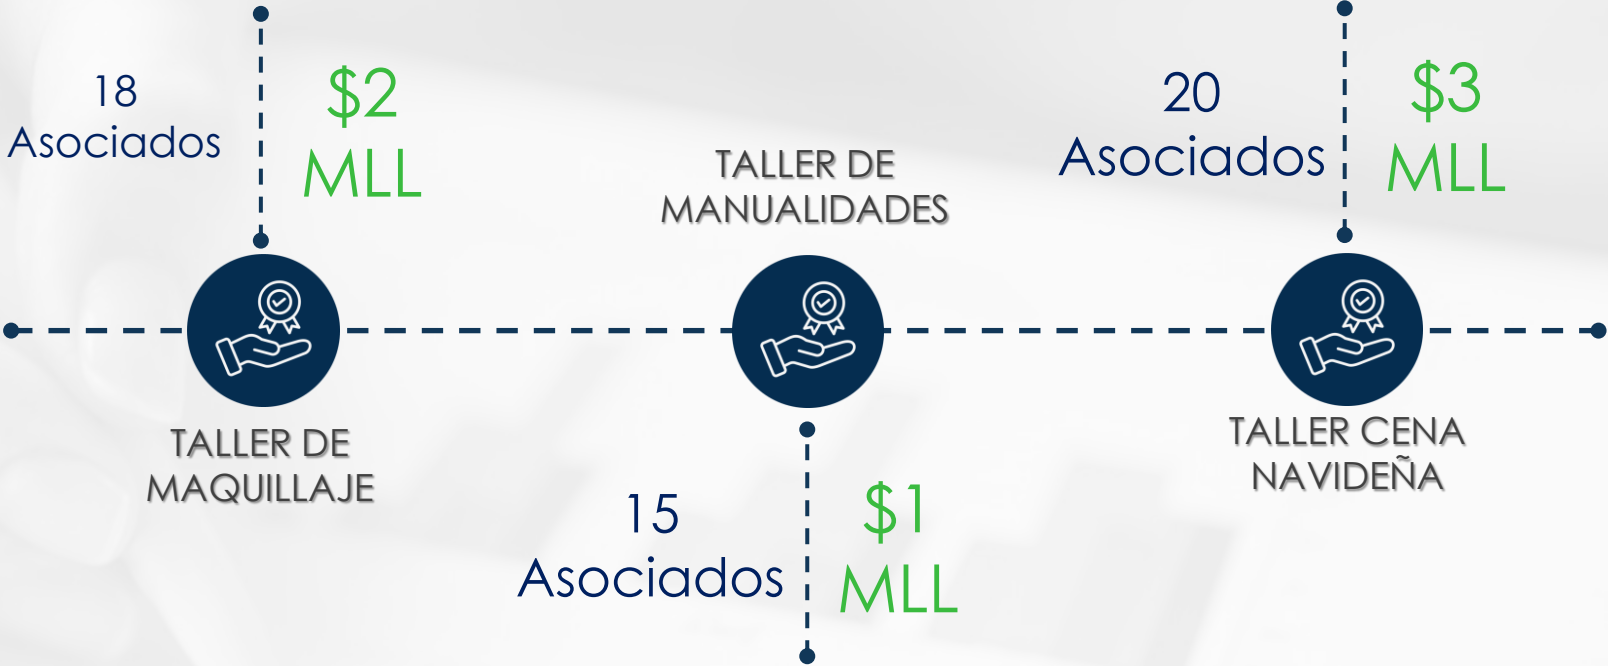 18
Asociados
$2
MLL
TALLER DE
MAQUILLAJE
TALLER DE
MANUALIDADES
15
Asociados
$1
MLL
20
Asociados
$3
MLL
TALLER CENA
NAVIDEÑA